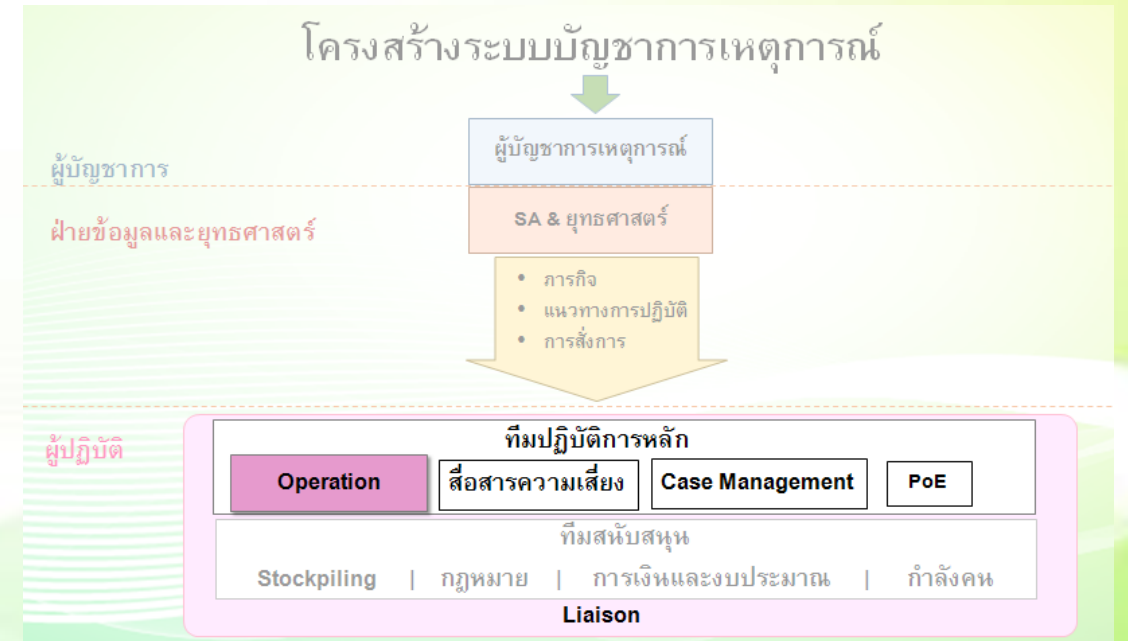 โครงสร้างระบบบัญชาการเหตุการณ์
ผู้บัญชาการเหตุการณ์
ผู้บัญชาการ
SA & ยุทธศาสตร์
ฝ่ายข้อมูลและยุทธศาสตร์
• ภารกิจ
• แนวทางการปฏิบัติ
• การสั่งการ
ผู้ปฏิบัติ
ทีมปฏิบัติการหลัก
Operation
สื่อสารความเสี่ยง
Case Management
PoE
ทีมสนับสนุน
Stockpiling | กฎหมาย | การเงินและงบประมาณ | กำลังคน
Liaison